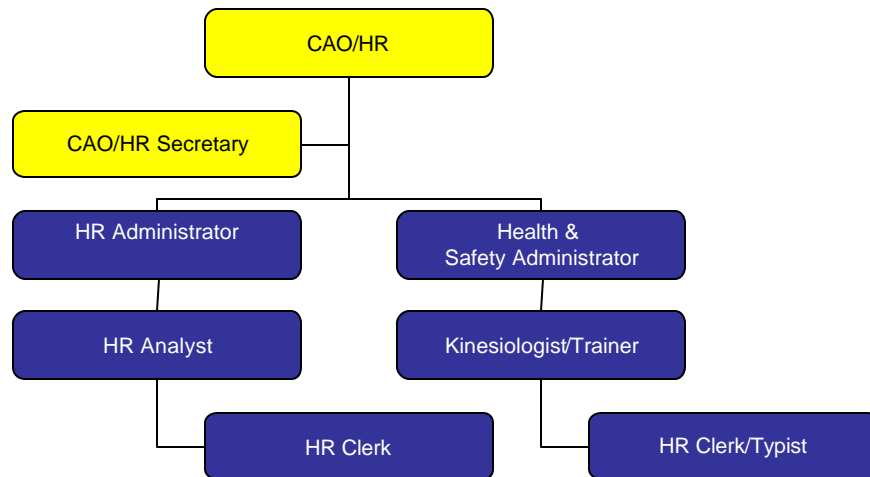 CAO/HR
CAO/HR Secretary
HR Administrator
Health &
Safety Administrator
HR Analyst
Kinesiologist/Trainer
HR Clerk
HR Clerk/Typist